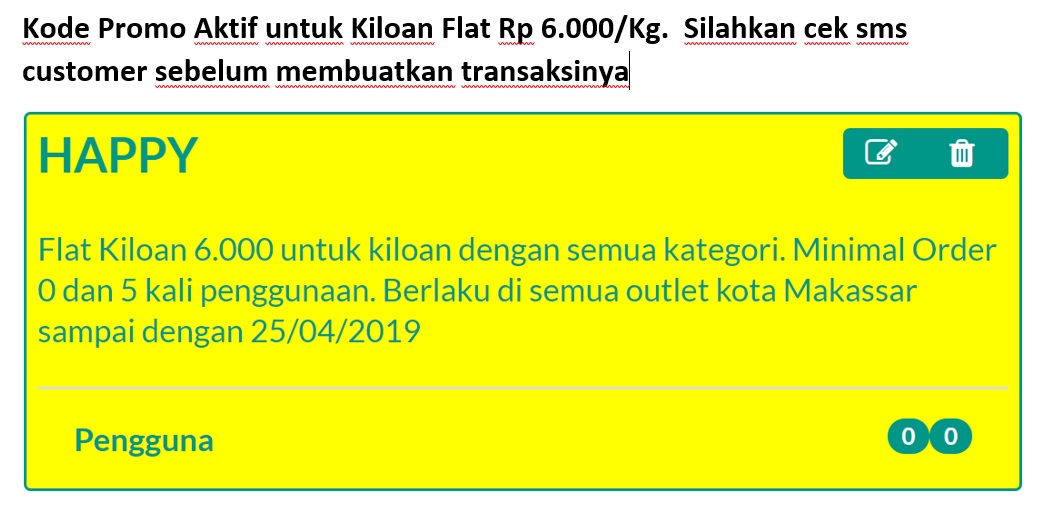 Kode Promo Aktif untuk Kiloan Flat Rp 6.000/Kg.  Silahkan cek sms
customer sebelum membuatkan transaksinya
HAPPY
Flat Kiloan 6.000 untuk kiloan dengan semua kategori. Minimal Order
0 dan 5 kali penggunaan. Berlaku di semua outlet kota Makassar
sampai dengan 25/04/2019
Pengguna 0 0